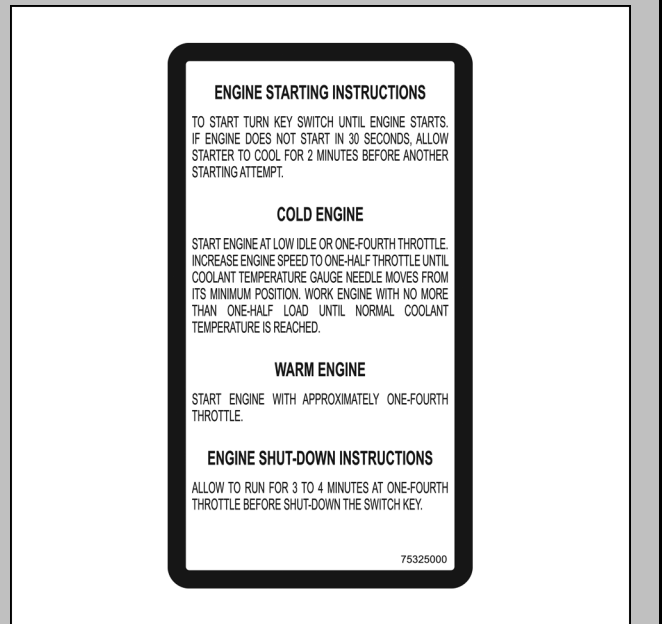 ENGINE STARTING INSTRUCTIONS
TO START TURN KEY SWITCH UNTIL ENGINE STARTS.
IF ENGINE DOES NOT START IN 30 SECONDS, ALLOW
STARTER TO COOL FOR 2 MINUTES BEFORE ANOTHER
STARTING ATTEMPT.
COLD ENGINE
START ENGINE AT LOW IDLE OR ONE-FOURTH THROTTLE.
INCREASE ENGINE SPEED TO ONE-HALF THROTTLE UNTIL
COOLANT TEMPERATURE GAUGE NEEDLE MOVES FROM
ITS MINIMUM POSITION. WORK ENGINE WITH NO MORE
THAN ONE-HALF LOAD UNTIL NORMAL COOLANT
TEMPERATURE IS REACHED.
WARM ENGINE
START ENGINE WITH APPROXIMATELY ONE-FOURTH
THROTTLE.
ENGINE SHUT-DOWN INSTRUCTIONS
ALLOW TO RUN FOR 3 TO 4 MINUTES AT ONE-FOURTH
THROTTLE BEFORE SHUT-DOWN THE SWITCH KEY.
75325000